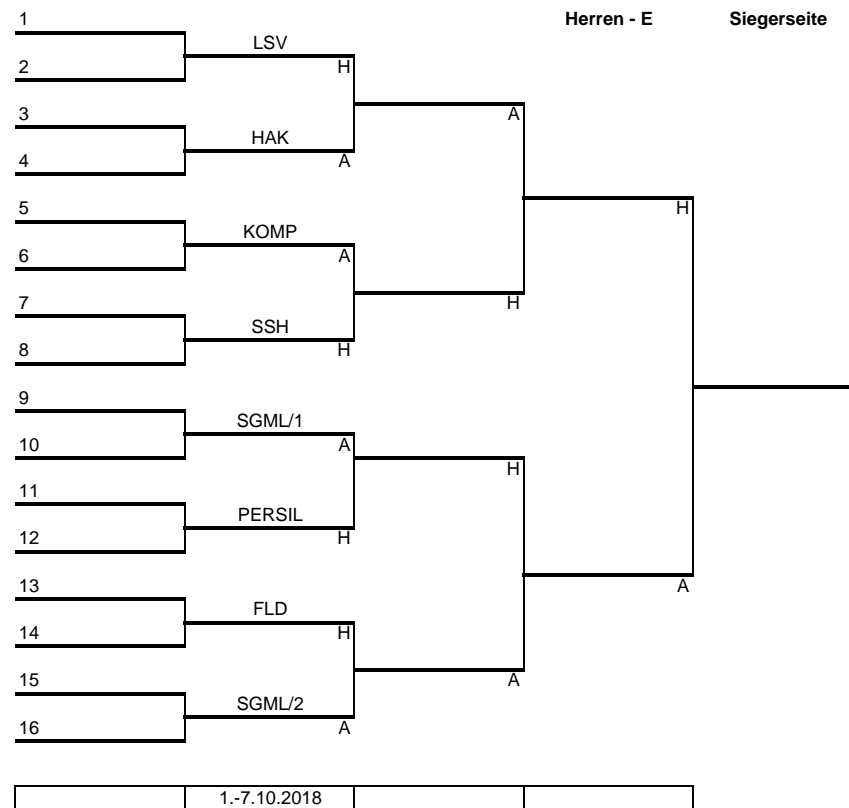 1 Herren - E Siegerseite
LSV
2 H
3 A
HAK
4 A
5 H
KOMP
6 A
7 H
SSH
8 H
9
SGML/1
10 A
11 H
PERSIL
12 H
13 A
FLD
14 H
15 A
SGML/2
16 A
1.-7.10.2018